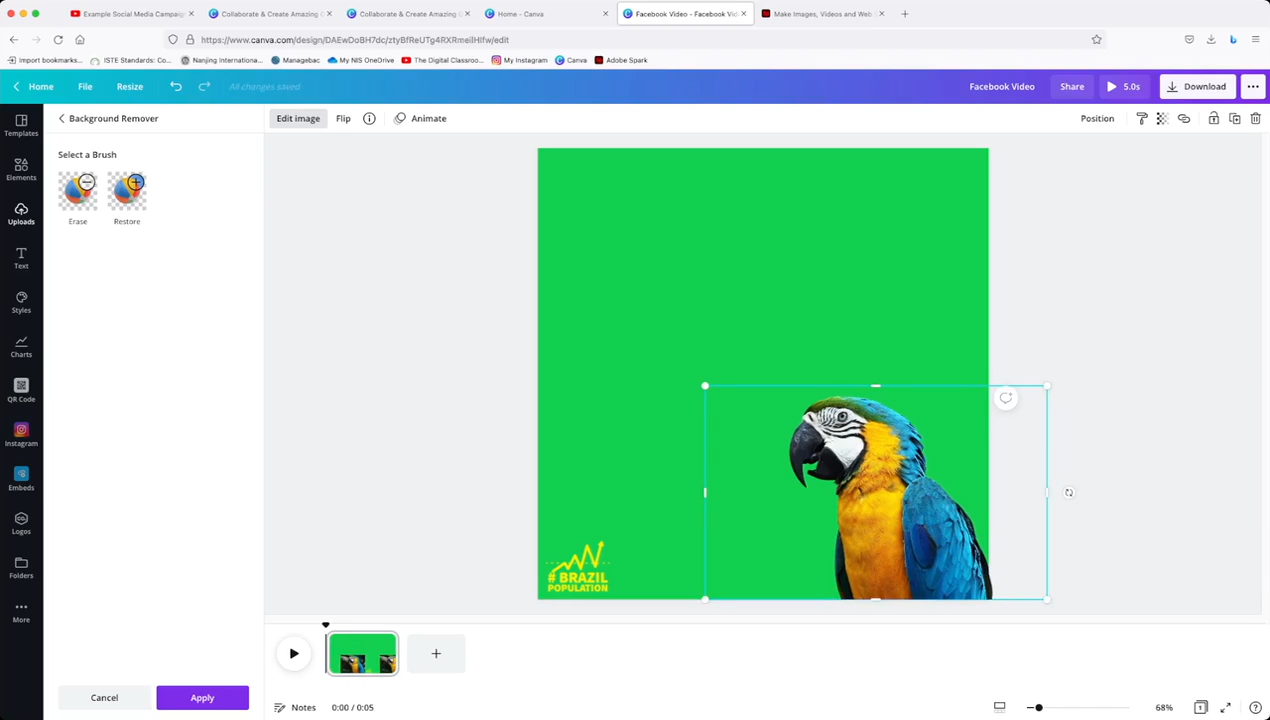 Example Social Media Campaign
Collaborate & Create Amazing G
Collaborate & Create Amazing G
Home - Canva
Facebook Video - Facebook Vid
Make Images, Videos and Web S
https://www.canva.com/design/DAEwDoBH7dc/ztyBfReUTg4RXRmeiIHIfw/edit
Import bookmarks...
ISTE Standards: Co...
Nanjing Internationa...
Managebac
My NIS OneDrive
The Digital Classroo...
My Instagram
Canva
Adobe Spark
Home
File
Resize
All changes saved
Facebook Video
Share
5.0s
Download
Templates
Elements
Uploads
Text
Styles
Charts
QR Code
Instagram
Embeds
CO.
Logos
Folders
More
Background Remover
Select a Brush
Erase
Restore
Cancel
Apply
Edit image
Flip
Animate
Position
# BRAZIL
POPULATION
Notes
0:00 / 0:05
68%
1